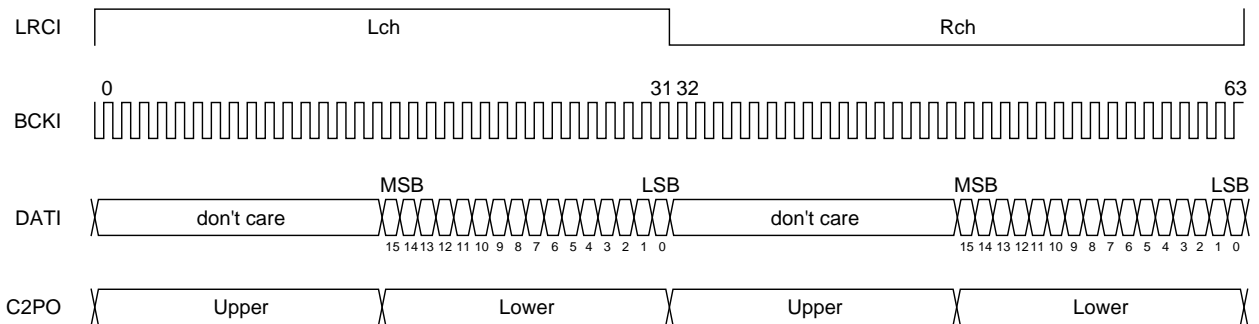 LRCI Lch Rch
0 31 32 63
BCKI
MSB LSB MSB LSB
DATI don't care don't care
15 14 13 12 11 10 9 8 7 6 5 4 3 2 1 0 15 14 13 12 11 10 9 8 7 6 5 4 3 2 1 0
C2PO Upper Lower Upper Lower